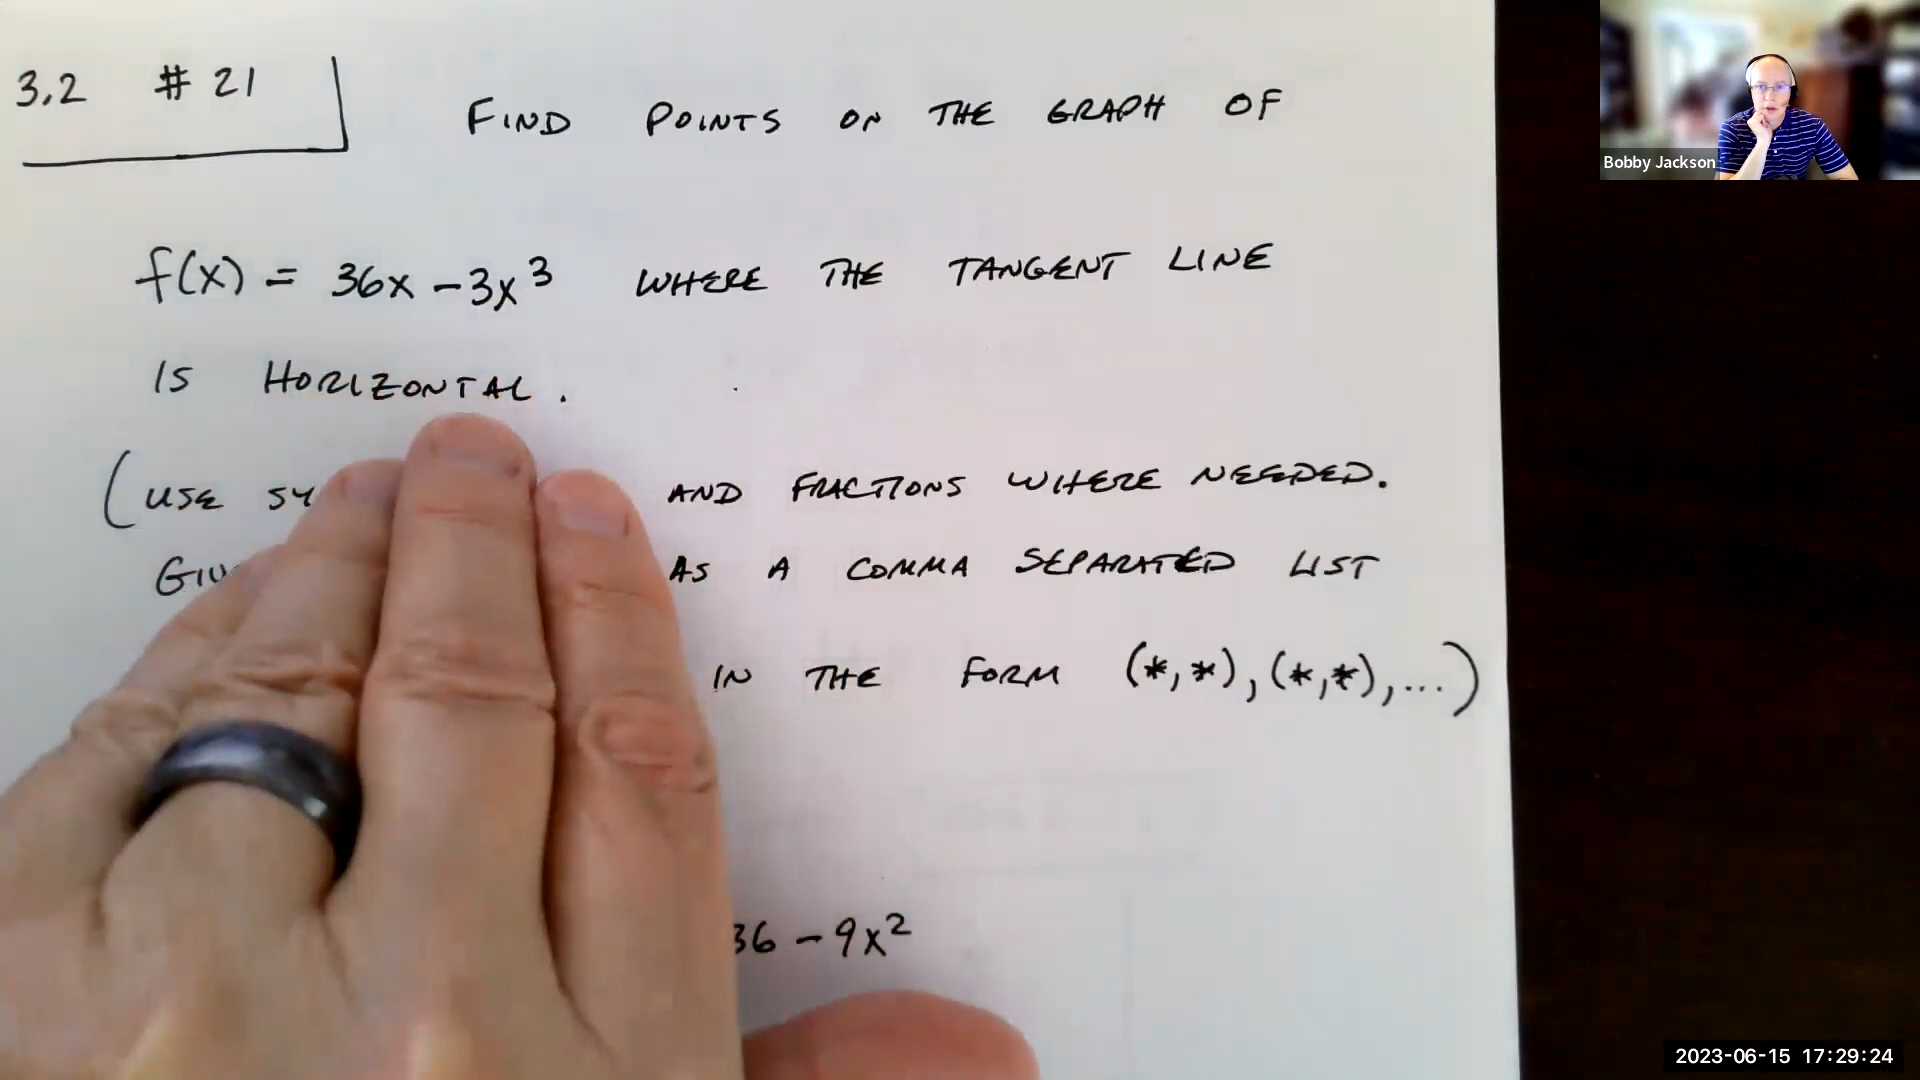 3.2 # 21
FIND POINTS ON THE GRAPH OF
f(x) = 36x - 3x³ WHERE THE TANGENT LINE
IS HORIZONTAL.
(USE AND FRACTIONS WHERE NEEDED.
AS A COMMA SEPARATED LIST
IN THE FORM (*,*), (*,*), ...)
36 - 9x²
Bobby Jackson
2023-06-15 17:29:24